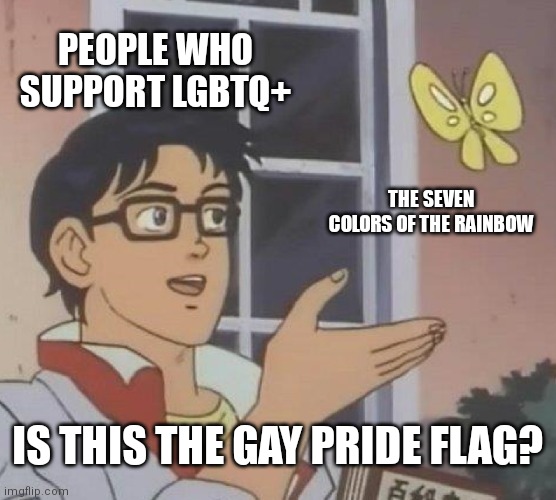 PEOPLE WHO
SUPPORT LGBTQ+
THE SEVEN
COLORS OF THE RAINBOW
IS THIS THE GAY PRIDE FLAG?
imgflip.com